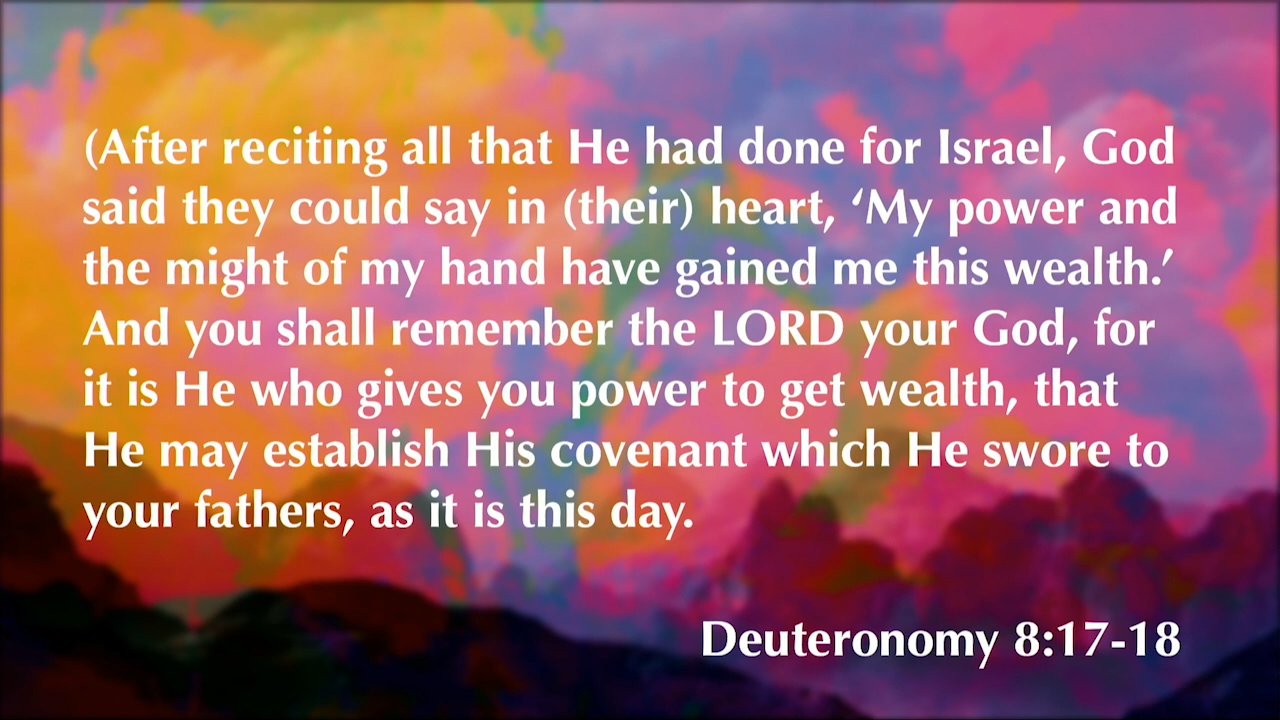 (After reciting all that He had done for Israel, God
said they could say in (their) heart, ‘My power and
the might of my hand have gained me this wealth.’
And you shall remember the LORD your God, for
it is He who gives you power to get wealth, that
He may establish His covenant which He swore to
your fathers, as it is this day.
Deuteronomy 8:17-18